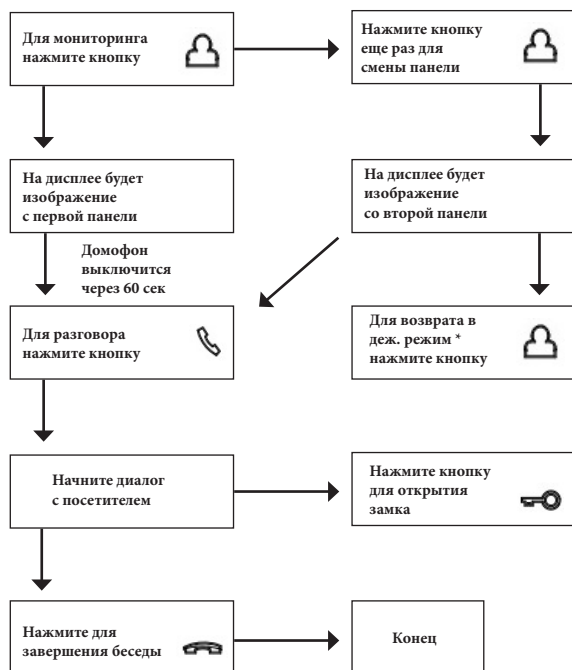 Для мониторинга
нажмите кнопку
Нажмите кнопку
еще раз для
смены панели
На дисплее будет
изображение
с первой панели
На дисплее будет
изображение
со второй панели
Домофон
выключится
через 60 сек
Для разговора
нажмите кнопку
Для возврата в
деж. режим *
нажмите кнопку
Начните диалог
с посетителем
Нажмите кнопку
для открытия
замка
Нажмите для
завершения беседы
Конец